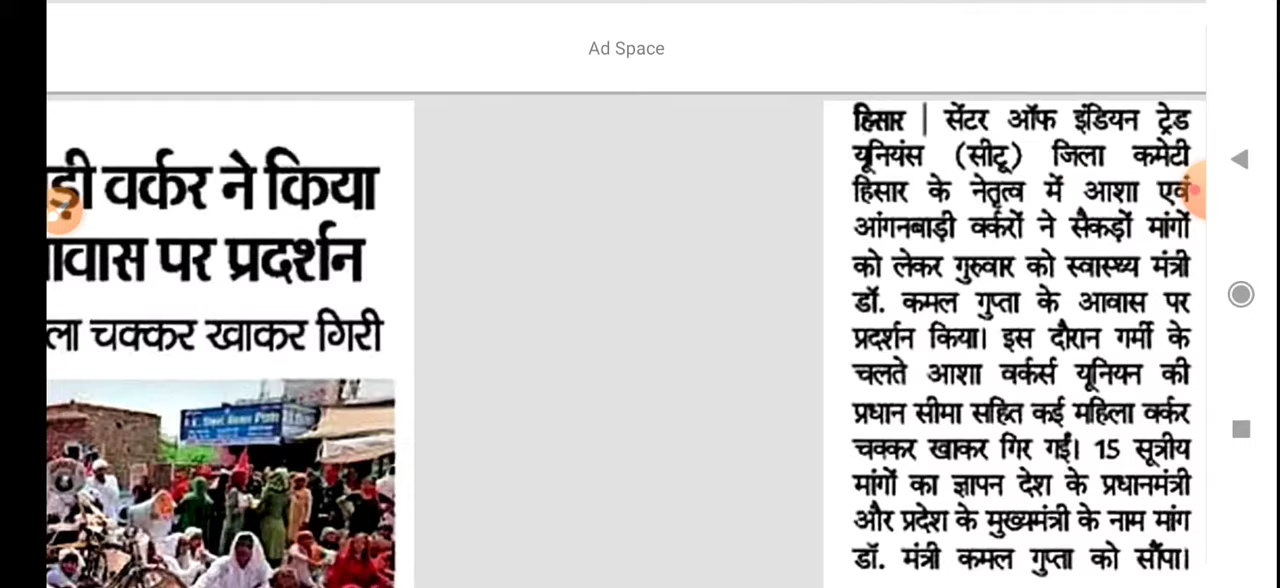 Ad Space
ड़ी वर्कर ने किया
वास पर प्रदर्शन
ला चक्कर खाकर गिरी
हिसार | सेंटर ऑफ इंडियन ट्रेड
यूनियंस (सीटू) जिला कमेटी
हिसार के नेतृत्व में आशा एवं
आंगनबाड़ी वर्करों ने सैकड़ों मांगों
को लेकर गुरुवार को स्वास्थ्य मंत्री
डॉ. कमल गुप्ता के आवास पर
प्रदर्शन किया। इस दौरान गर्मी के
चलते आशा वर्कर्स यूनियन की
प्रधान सीमा सहित कई महिला वर्कर
चक्कर खाकर गिर गईं। 15 सूत्रीय
मांगों का ज्ञापन देश के प्रधानमंत्री
और प्रदेश के मुख्यमंत्री के नाम मांग
डॉ. मंत्री कमल गुप्ता को सौंपा।